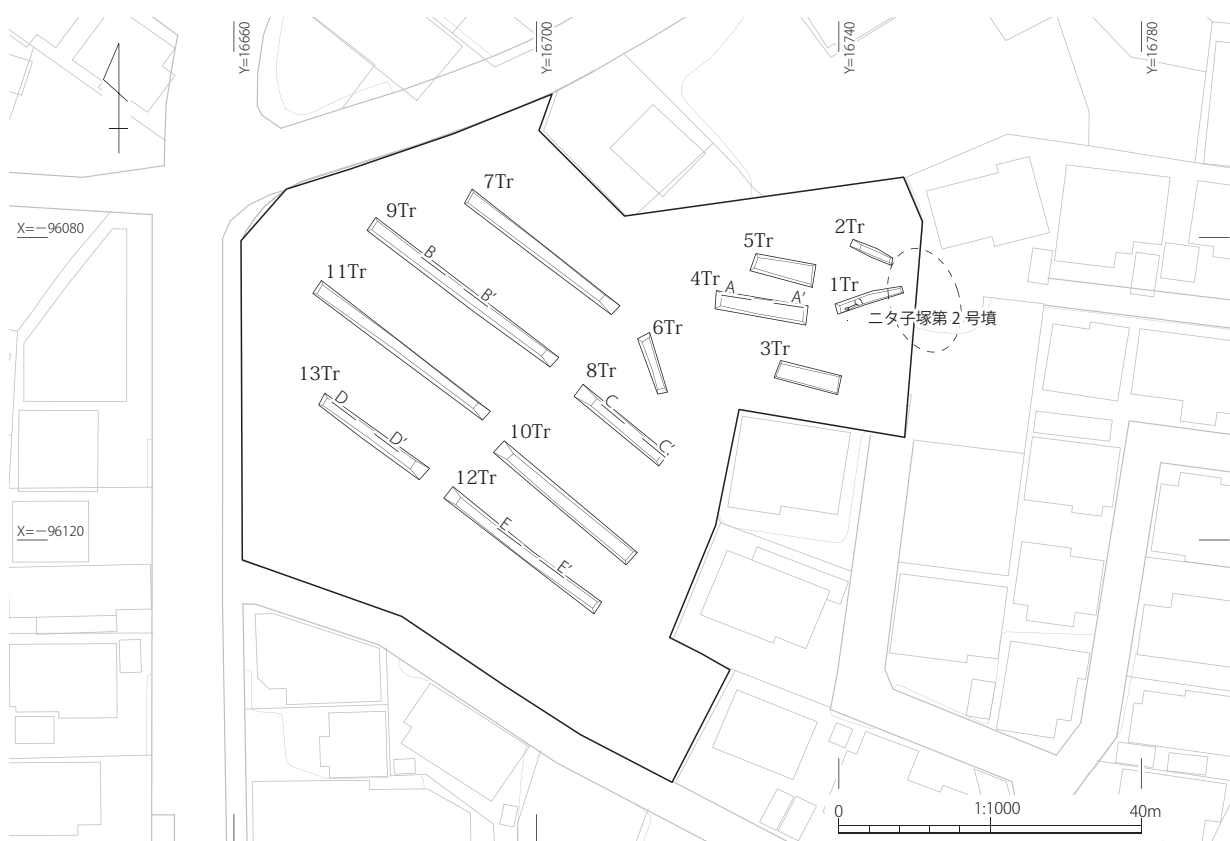 Y=16660
Y=16700
Y=16740
Y=16780
7Tr
9Tr
2Tr
X=－96080
5Tr
B
11Tr
4Tr
A
A'
1Tr
B'
二タ子塚第 2 号墳
6Tr
3Tr
8Tr
13Tr
D
C
D'
10Tr
C'
12Tr
E
X=－96120
E'
0
1:1000
40m